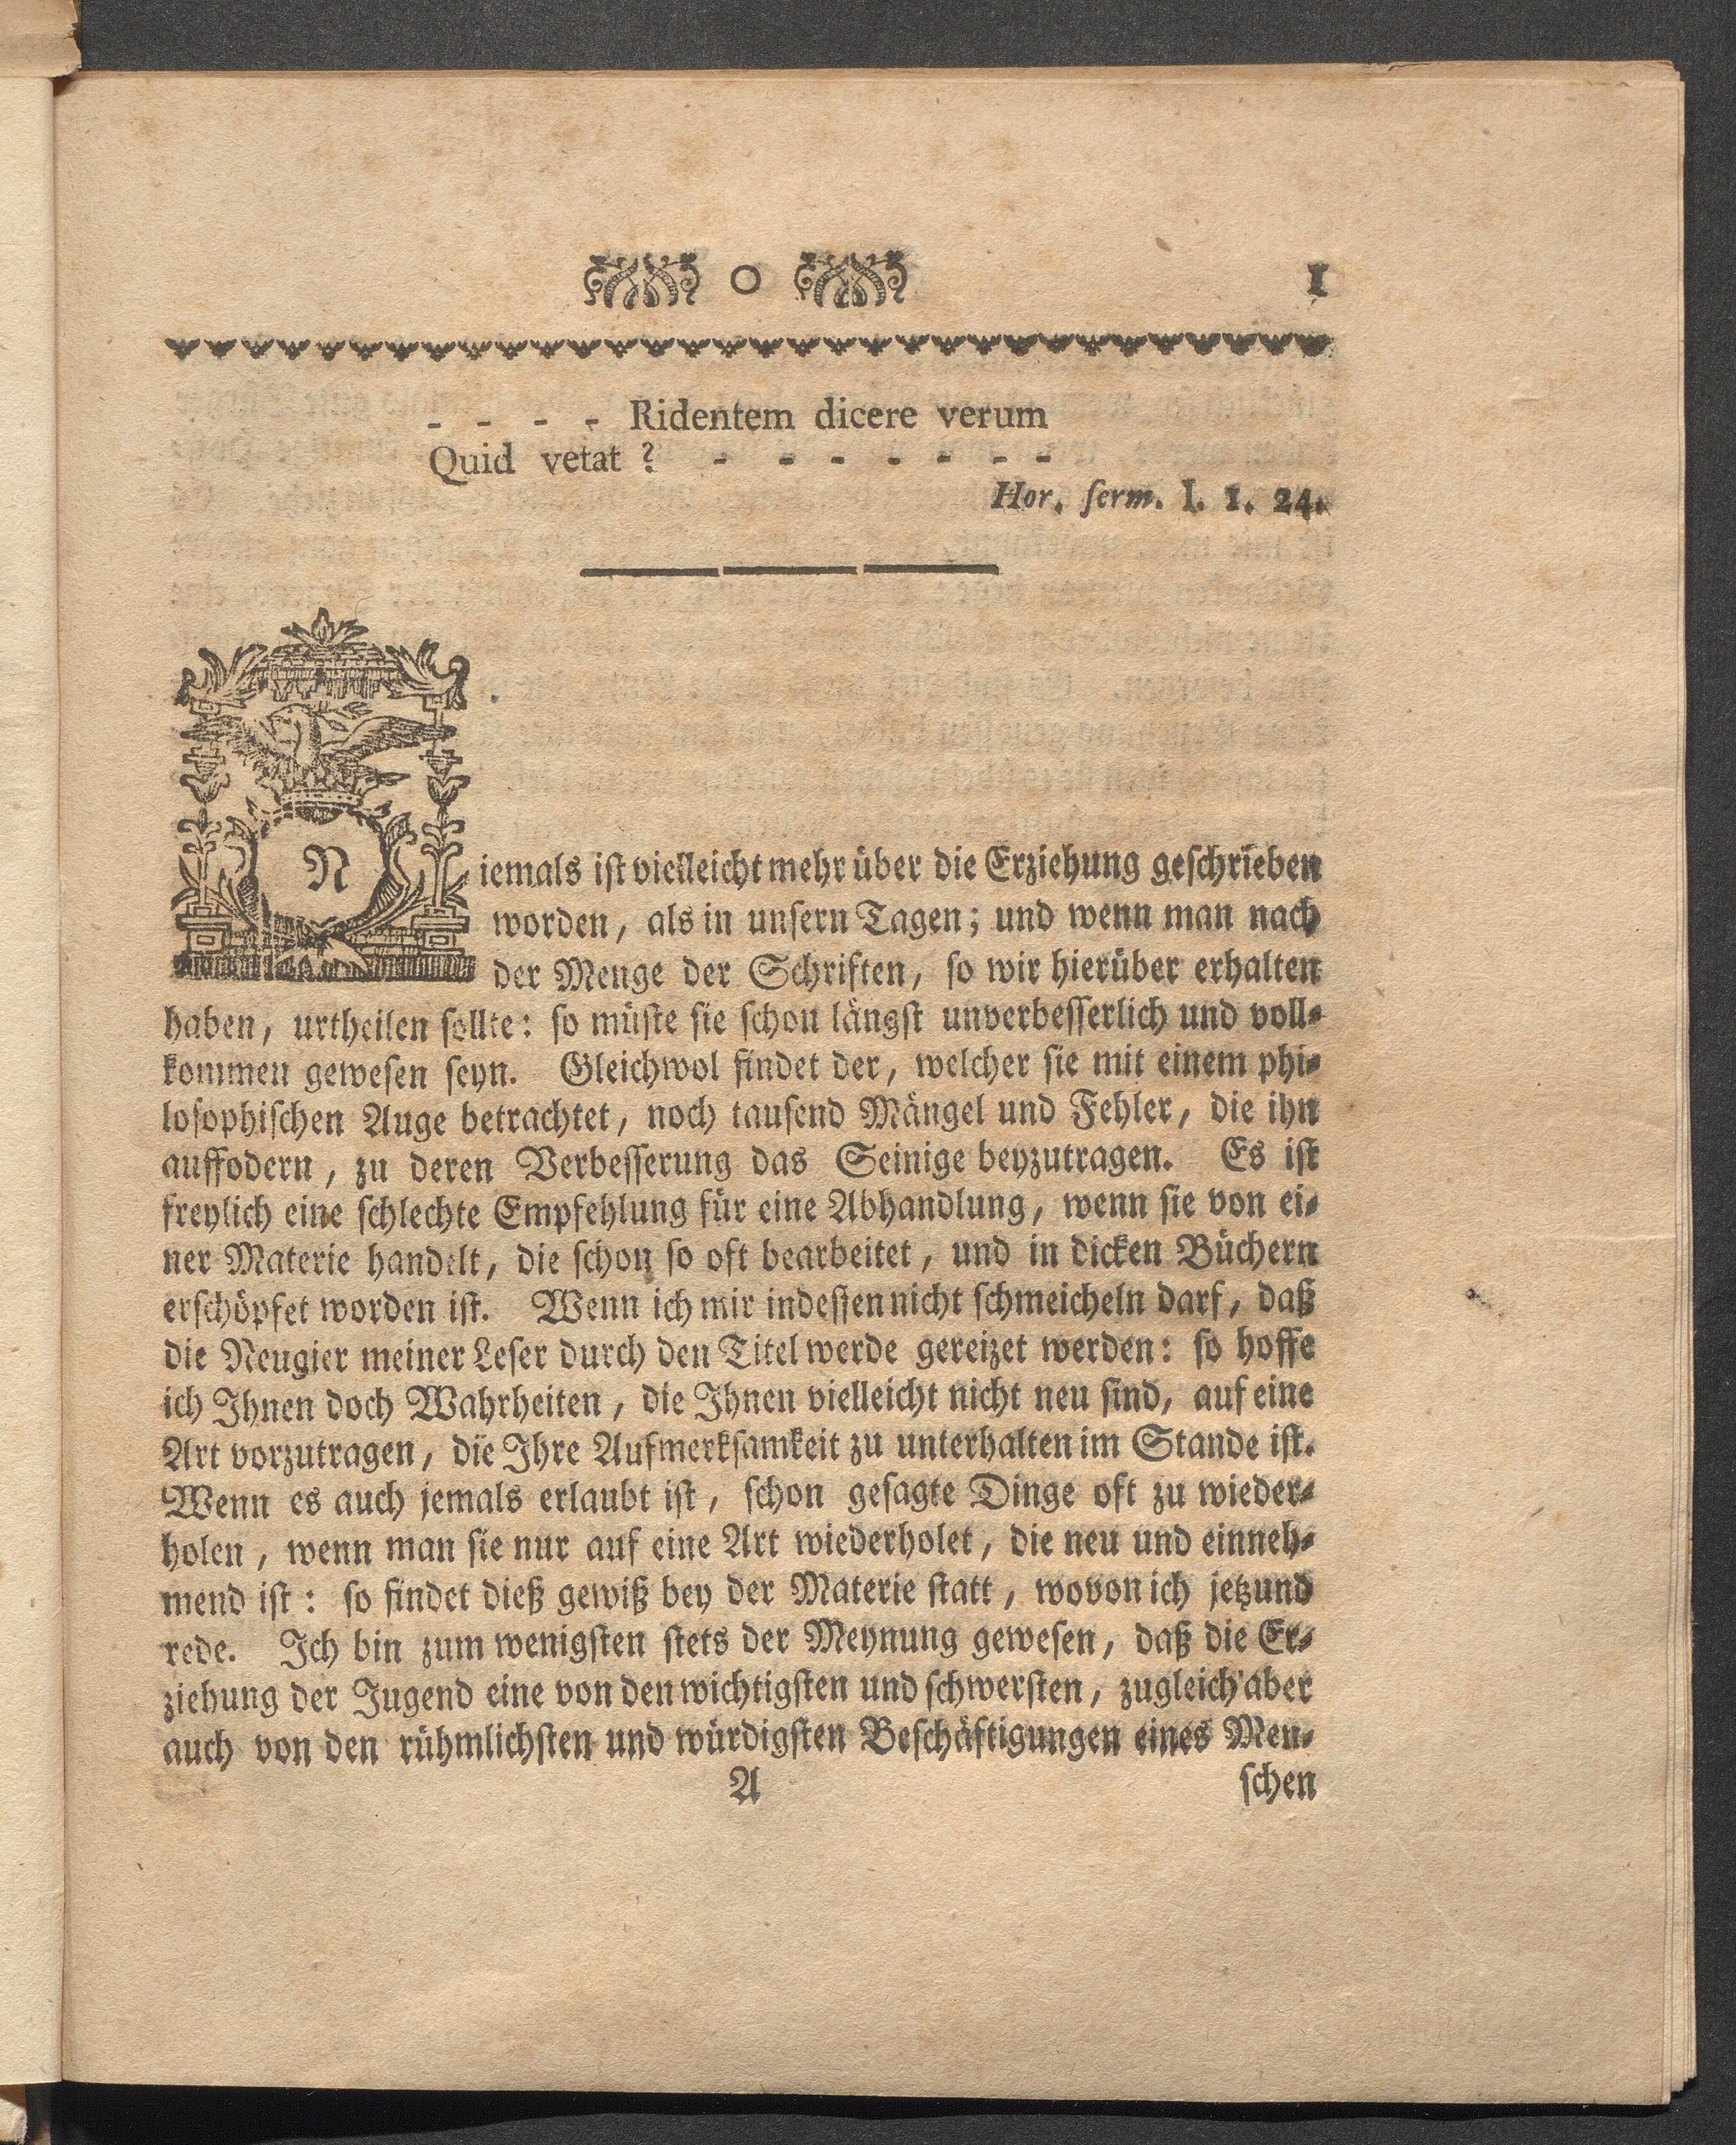 O 1
- - - - Ridentem dicere verum
Quid vetat ? - - - - - - -
Hor. ſerm. I. 1. 24.
Niemals iſt vielleicht mehr über die Erziehung geſchrieben
worden, als in unſern Tagen; und wenn man nach
der Menge der Schriften, ſo wir hierüber erhalten
haben, urtheilen ſollte: ſo müſte ſie ſchon längſt unverbeſſerlich und voll⸗
kommen geweſen ſeyn. Gleichwol findet der, welcher ſie mit einem phi⸗
loſophiſchen Auge betrachtet, noch tauſend Mängel und Fehler, die ihn
auffodern, zu deren Verbeſſerung das Seinige beyzutragen. Es iſt
freylich eine ſchlechte Empfehlung für eine Abhandlung, wenn ſie von ei⸗
ner Materie handelt, die ſchon ſo oft bearbeitet, und in dicken Büchern
erſchöpfet worden iſt. Wenn ich mir indeſſen nicht ſchmeicheln darf, daß
die Neugier meiner Leſer durch den Titel werde gereizet werden: ſo hoffe
ich Ihnen doch Wahrheiten, die Ihnen vielleicht nicht neu ſind, auf eine
Art vorzutragen, die Ihre Aufmerkſamkeit zu unterhalten im Stande iſt.
Wenn es auch jemals erlaubt iſt, ſchon geſagte Dinge oft zu wieder⸗
holen, wenn man ſie nur auf eine Art wiederholet, die neu und einneh⸗
mend iſt: ſo findet dieß gewiß bey der Materie ſtatt, wovon ich jetzund
rede. Ich bin zum wenigſten ſtets der Meynung geweſen, daß die Er⸗
ziehung der Jugend eine von den wichtigſten und ſchwerſten, zugleich aber
auch von den rühmlichſten und würdigſten Beſchäftigungen eines Men⸗
A ſchen